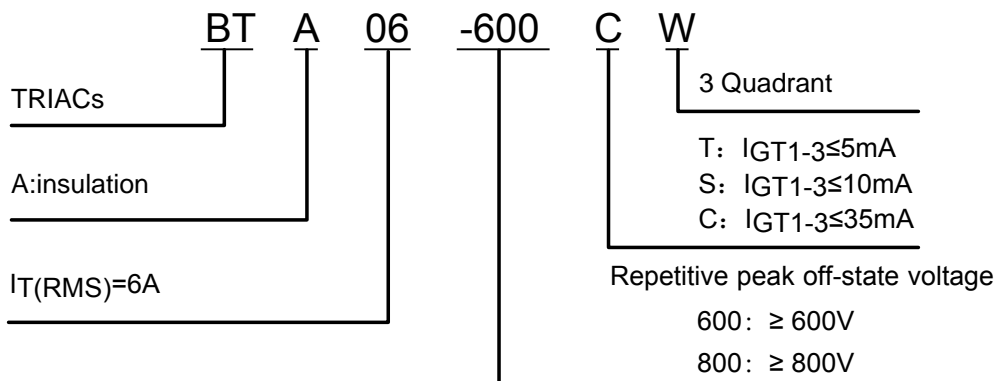 BT A 06 -600 C W
TRIACs
A:insulation
IT(RMS)=6A
3 Quadrant
T：IGT1-3≤5mA
S：IGT1-3≤10mA
C：IGT1-3≤35mA
Repetitive peak off-state voltage
600：≥ 600V
800：≥ 800V